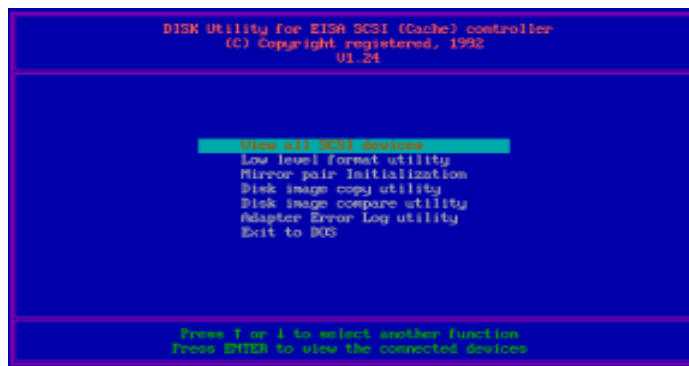 DISK Utility for EISA SCSI (Cache) controller
(C) Copyright registered, 1992
V1.24
View all SCSI devices
Low level format utility
Mirror pair Initialization
Disk image copy utility
Disk image compare utility
Adapter Error Log utility
Exit to DOS
Press ↑ or ↓ to select another function
Press ENTER to view the connected devices